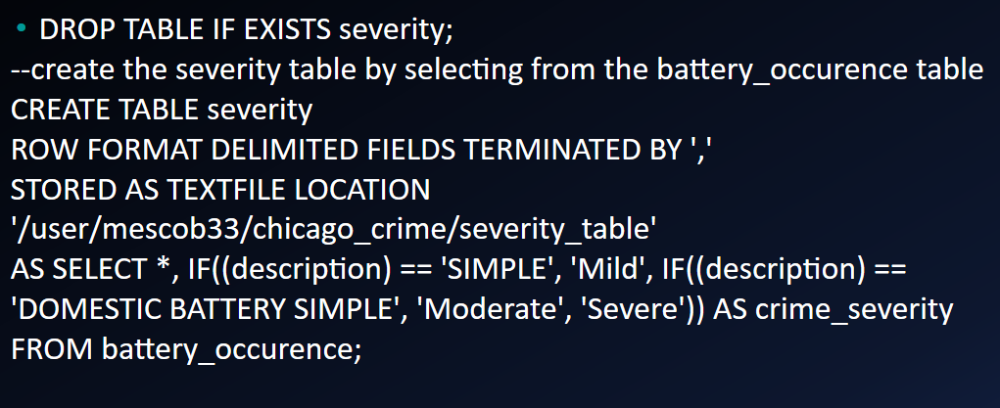 • DROP TABLE IF EXISTS severity;
--create the severity table by selecting from the battery_occurence table
CREATE TABLE severity
ROW FORMAT DELIMITED FIELDS TERMINATED BY ','
STORED AS TEXTFILE LOCATION
'/user/mescob33/chicago_crime/severity_table'
AS SELECT *, IF((description) == 'SIMPLE', 'Mild', IF((description) ==
'DOMESTIC BATTERY SIMPLE', 'Moderate', 'Severe')) AS crime_severity
FROM battery_occurence;